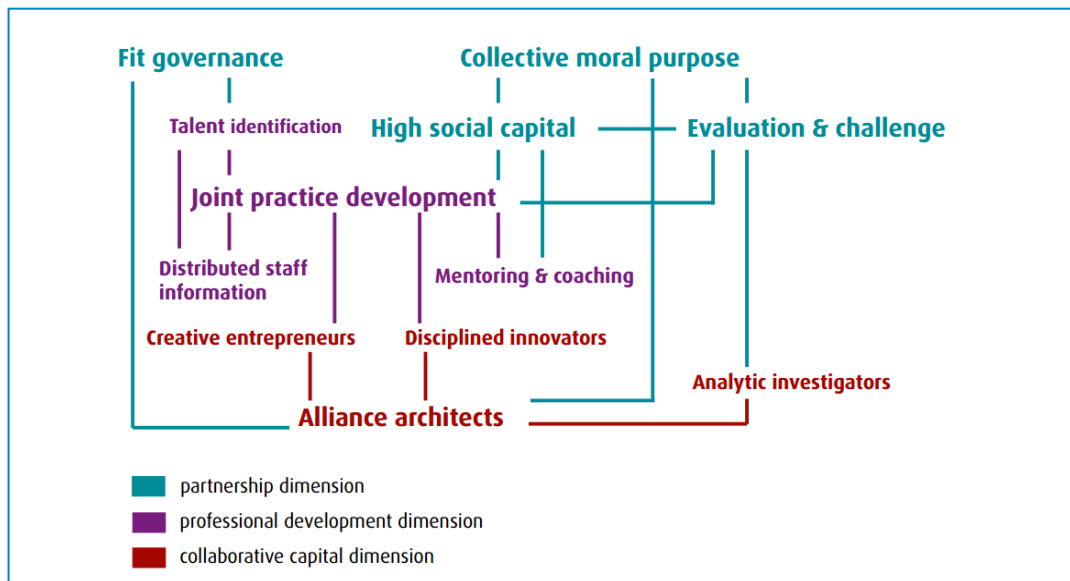 Fit governance
Collective moral purpose
Talent identification
High social capital
Evaluation & challenge
Joint practice development
Distributed staff
information
Mentoring & coaching
Creative entrepreneurs
Disciplined innovators
Analytic investigators
Alliance architects
partnership dimension
professional development dimension
collaborative capital dimension